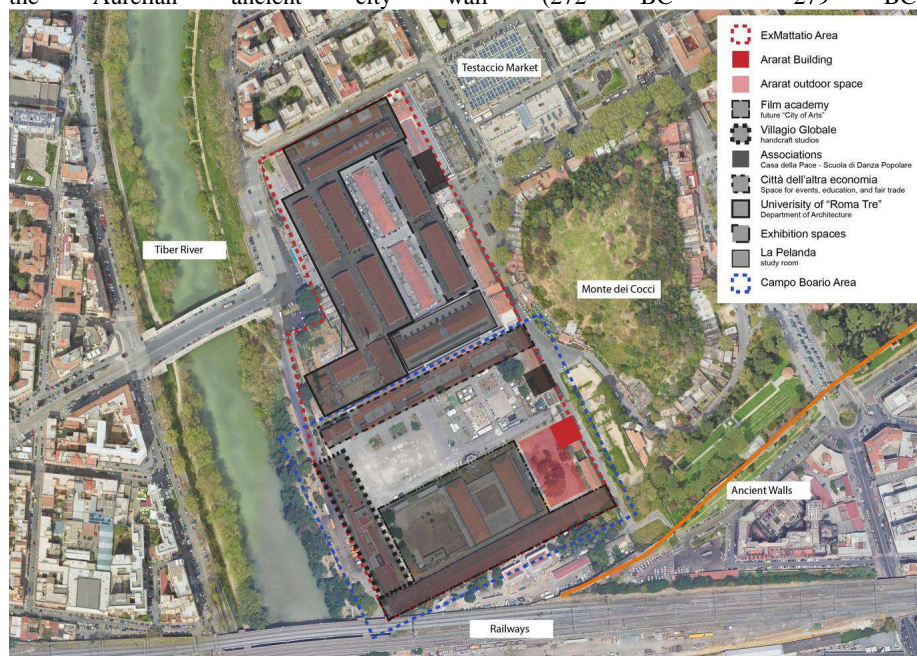 the Aurelian ancient city wall (272 BC – 279 BC
Testaccio Market
ExMattatio Area
Ararat Building
Ararat outdoor space
Film academy
future "City of Arts"
Villagio Globale
handcraft studios
Associations
Casa della Pace - Scuola di Danza Popolare
Città dell'altra economia
Space for events, education, and fair trade
Univerisity of "Roma Tre"
Department of Architecture
Exhibition spaces
La Pelanda
study room
Campo Boario Area
Tiber River
Monte dei Cocci
Ancient Walls
Railways